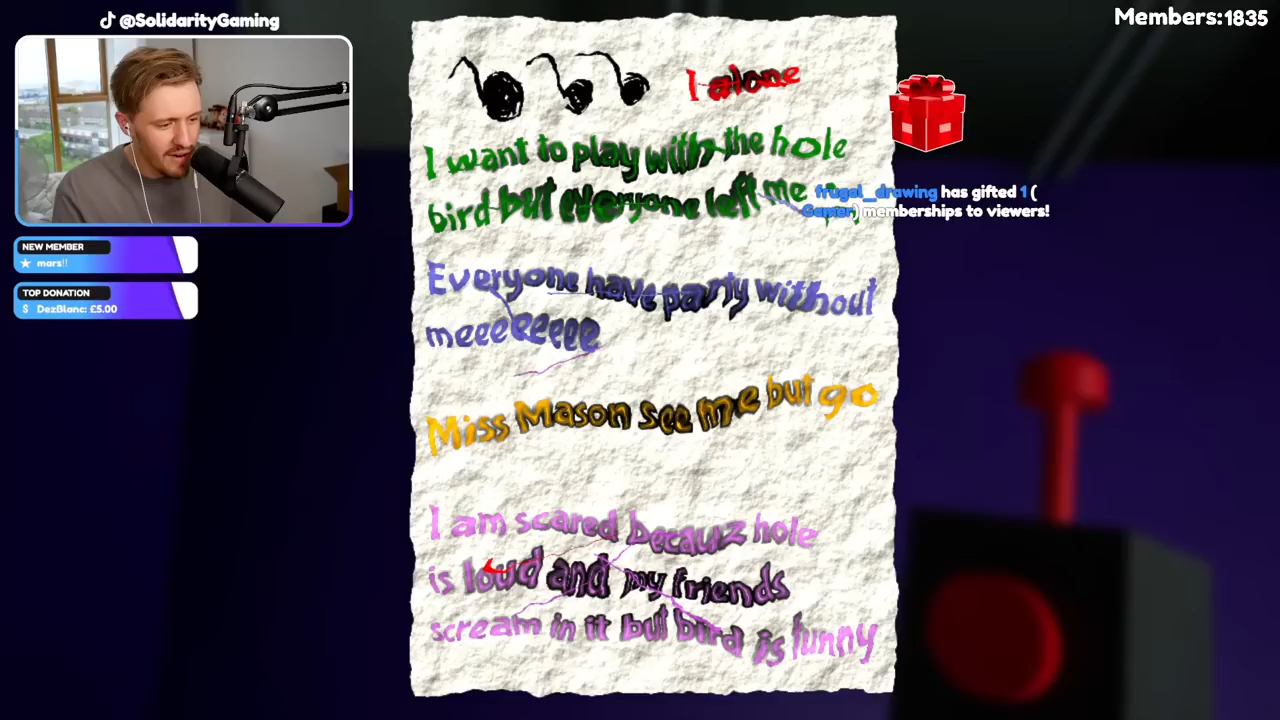 @SolidarityGaming
Members:1835
NEW MEMBER
mars!!
TOP DONATION
$ DezBlanc: £5.00
I alone
I want to play with the hole
bird but everyone left me
frugal_drawing has gifted 1 (
Gamer) memberships to viewers!
Everyone have party without
meeeeeeee
Miss Mason see me but go
I am scared becauz hole
is loud and my friends
scream in it but bird is funny